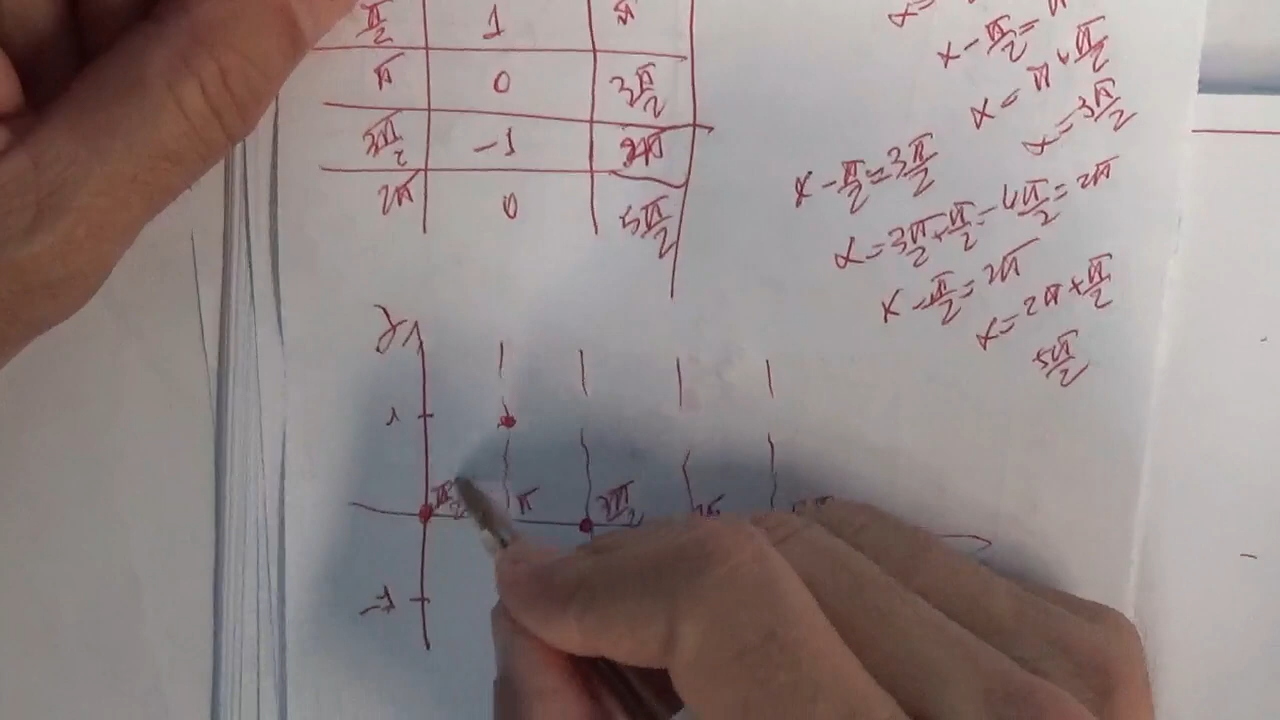 π/2 1 π
π 0 3π/2
3π/2 -1 2π
2π 0 5π/2
x - π/2 =
x = π + π/2
x = 3π/2
x - π/2 = 3π/2
x = 3π/2 + π/2 = 4π/2 = 2π
x - π/2 = 2π
x = 2π + π/2
5π/2
y
1
π/2 π 3π/2 2π
-1